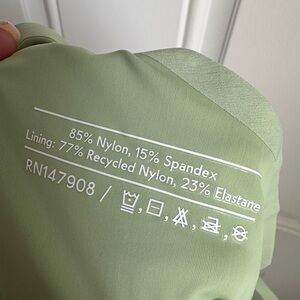 85% Nylon, 15% Spandex
Lining: 77% Recycled Nylon, 23% Elastane
RN147908 /